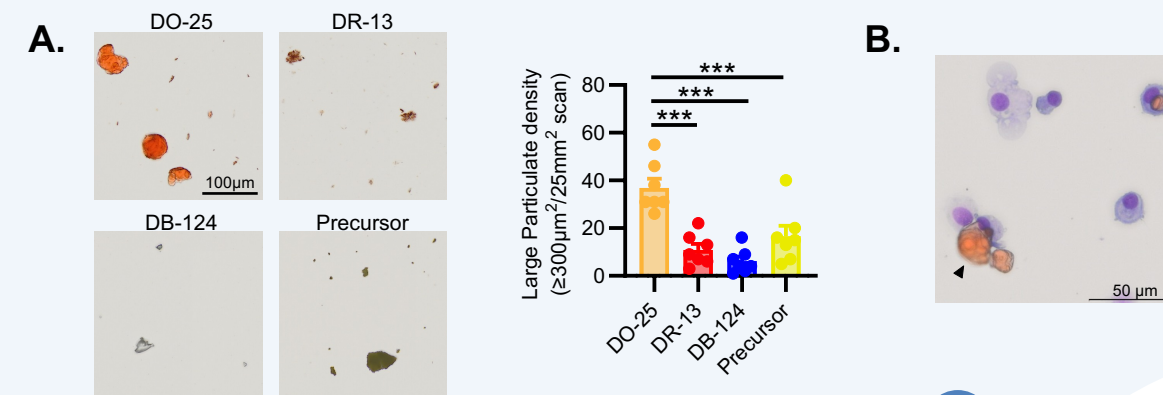 A.
DO-25
DR-13
100µm
DB-124
Precursor
Large Particulate density
(≥300µm²/25mm² scan)
80
60
40
20
0
***
***
***
DO-25
DR-13
DB-124
Precursor
B.
50 µm